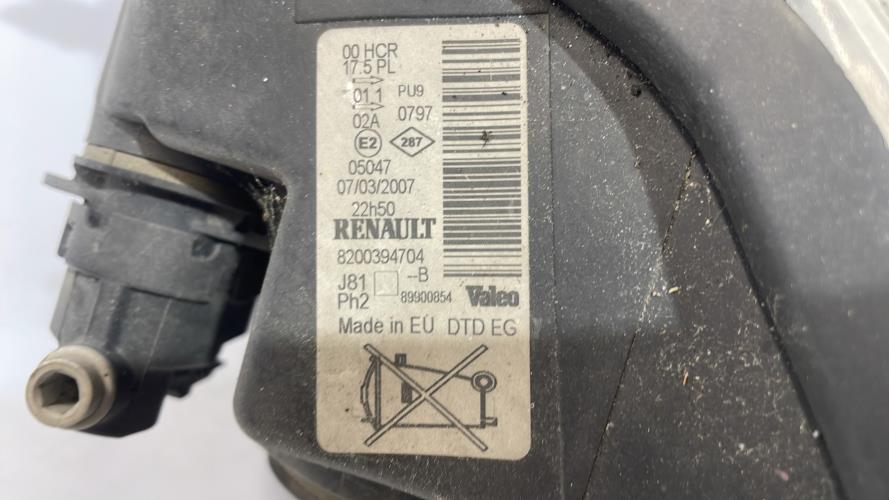 00 HCR
17.5 PL
01.1 PU9
02A 0797
E2 287
05047
07/03/2007
22h50
RENAULT
8200394704
J81 --B
Ph2 89900854 Valeo
Made in EU DTD EG